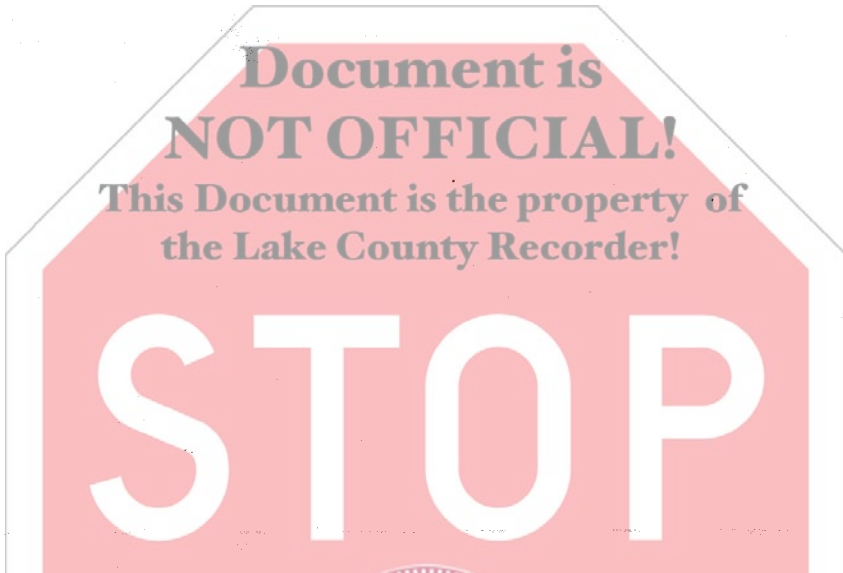 Document is
NOT OFFICIAL!
This Document is the property of
the Lake County Recorder!
STOP